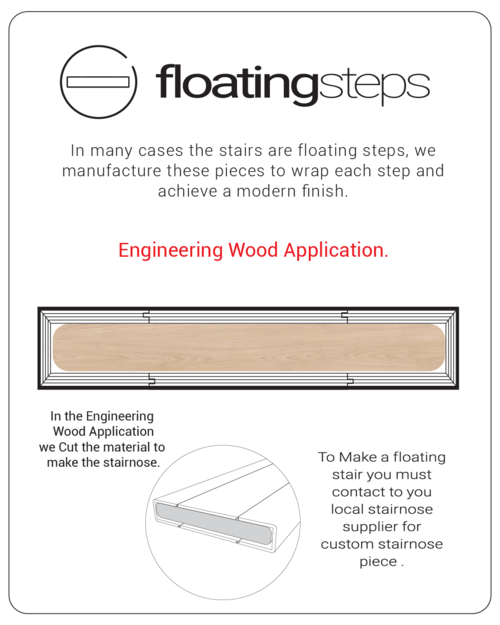 floatingsteps
In many cases the stairs are floating steps, we
manufacture these pieces to wrap each step and
achieve a modern finish.
Engineering Wood Application.
In the Engineering
Wood Application
we Cut the material to
make the stairnose.
To Make a floating
stair you must
contact to you
local stairnose
supplier for
custom stairnose
piece .